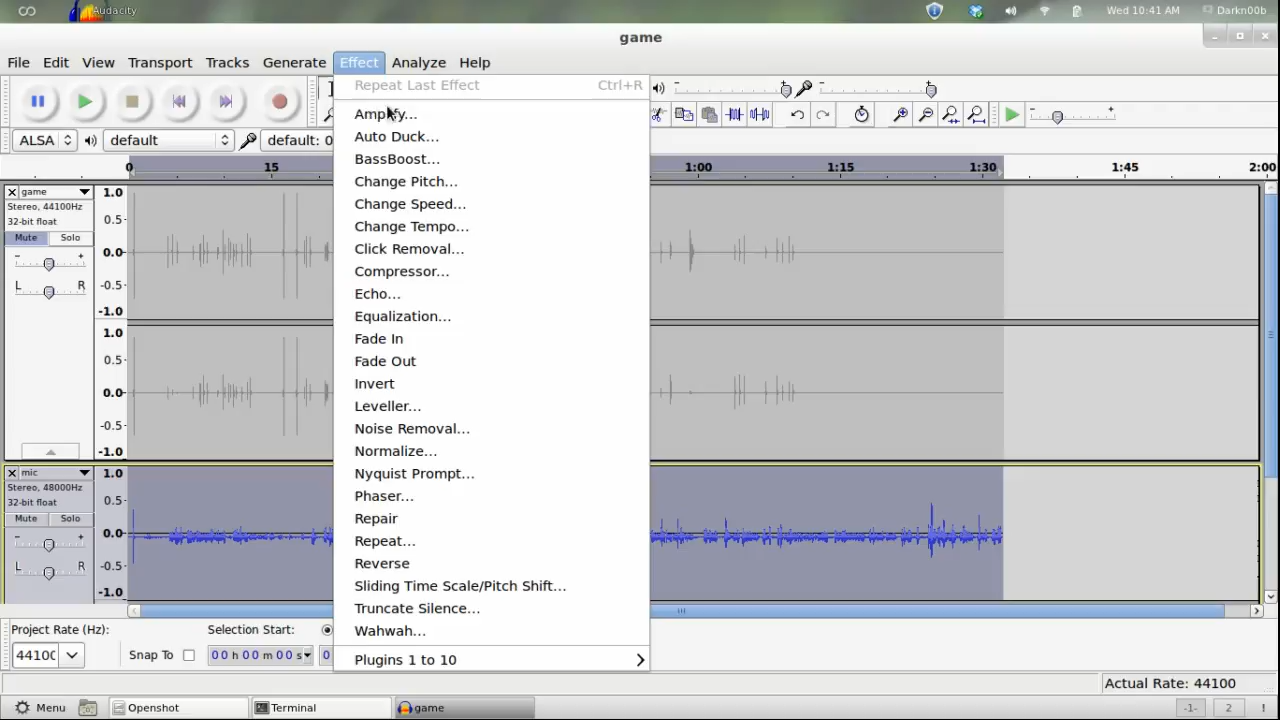 Audacity
Wed 10:41 AM
Darkn00b
game
File Edit View Transport Tracks Generate Effect Analyze Help
Repeat Last Effect Ctrl+R
Amplify...
Auto Duck...
BassBoost...
Change Pitch...
Change Speed...
Change Tempo...
Click Removal...
Compressor...
Echo...
Equalization...
Fade In
Fade Out
Invert
Leveller...
Noise Removal...
Normalize...
Nyquist Prompt...
Phaser...
Repair
Repeat...
Reverse
Sliding Time Scale/Pitch Shift...
Truncate Silence...
Wahwah...
Plugins 1 to 10
ALSA default default: 0
0 15 1:00 1:15 1:30 1:45 2:00
game
Stereo, 44100Hz
32-bit float
Mute Solo
- +
L R
1.0
0.5-
0.0-
-0.5-
-1.0
1.0
0.5-
0.0-
-0.5-
-1.0
mic
Stereo, 48000Hz
32-bit float
Mute Solo
- +
L R
1.0
0.5-
0.0-
-0.5-
-1.0
Project Rate (Hz): Selection Start:
44100 Snap To 00 h 00 m 00 s 0
Actual Rate: 44100
Menu Openshot Terminal game -1- 2 !